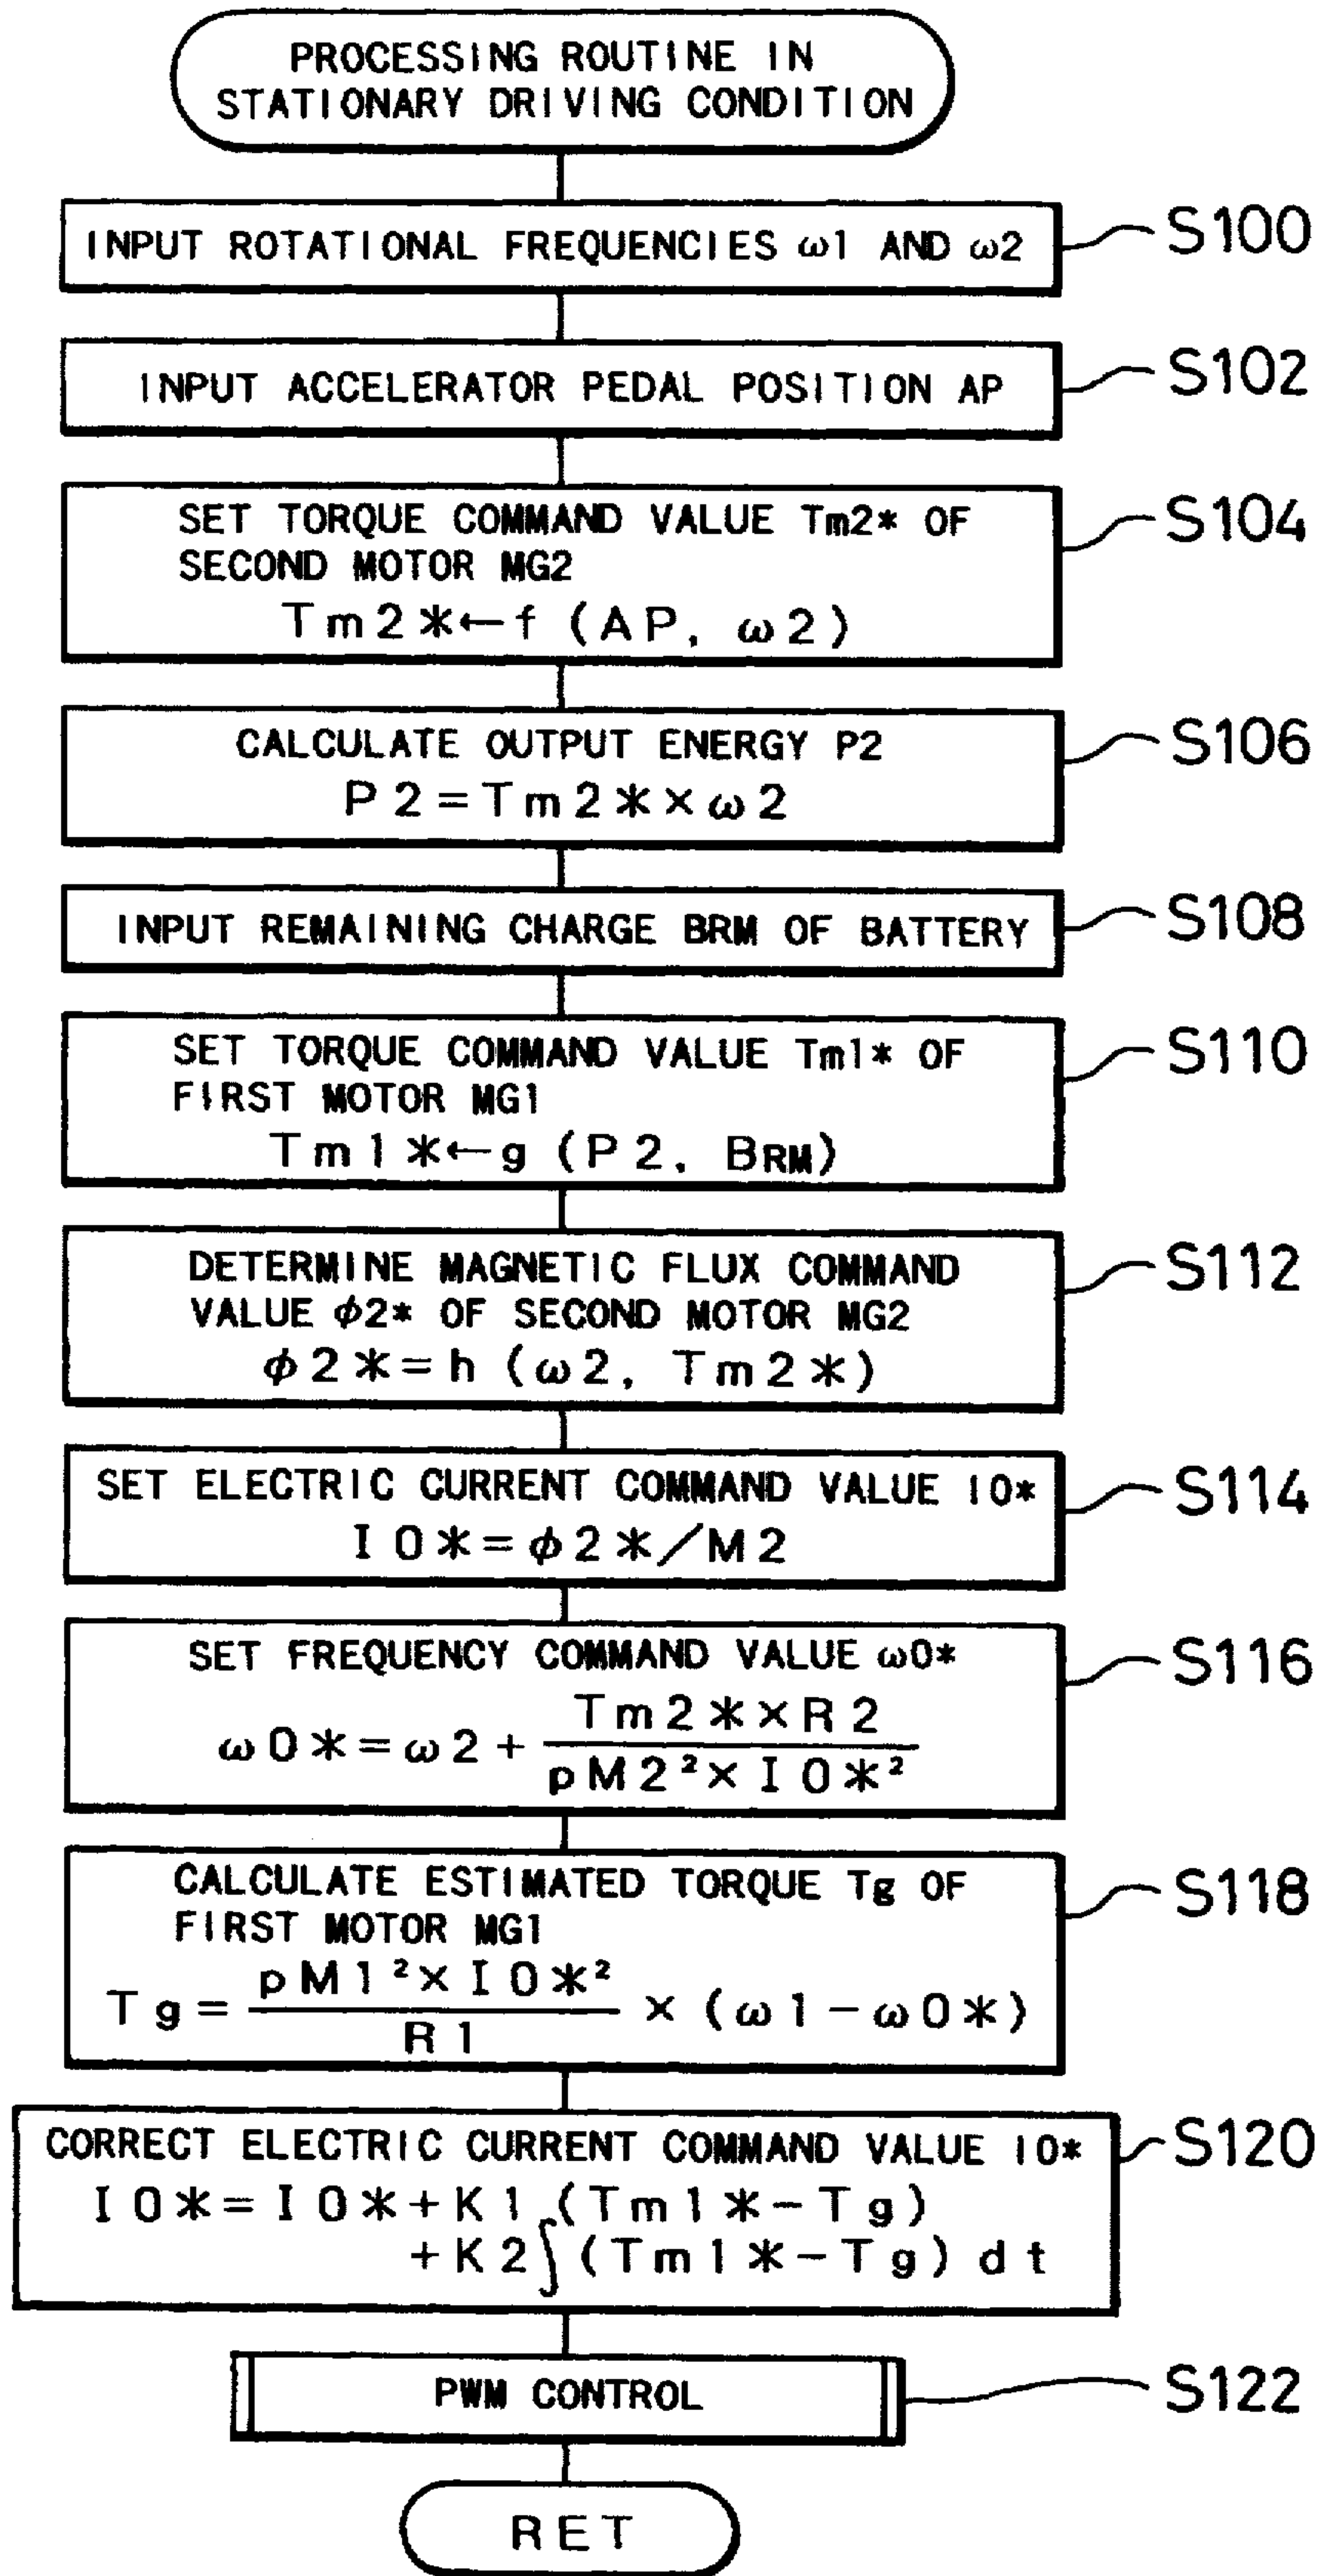 PROCESSING ROUTINE IN
STATIONARY DRIVING CONDITION
INPUT ROTATIONAL FREQUENCIES ω1 AND ω2
S100
INPUT ACCELERATOR PEDAL POSITION AP
S102
SET TORQUE COMMAND VALUE Tm2* OF
SECOND MOTOR MG2
Tm2*←f (AP, ω2)
S104
CALCULATE OUTPUT ENERGY P2
P2=Tm2*×ω2
S106
INPUT REMAINING CHARGE BRM OF BATTERY
S108
SET TORQUE COMMAND VALUE Tm1* OF
FIRST MOTOR MG1
Tm1*←g (P2, BRM)
S110
DETERMINE MAGNETIC FLUX COMMAND
VALUE ϕ2* OF SECOND MOTOR MG2
ϕ2*=h (ω2, Tm2*)
S112
SET ELECTRIC CURRENT COMMAND VALUE I0*
I0*=ϕ2*/M2
S114
SET FREQUENCY COMMAND VALUE ω0*
ω0*=ω2+ Tm2*×R2
pM2²×I0*²
S116
CALCULATE ESTIMATED TORQUE Tg OF
FIRST MOTOR MG1
Tg= pM1²×I0*²
R1
×(ω1-ω0*)
S118
CORRECT ELECTRIC CURRENT COMMAND VALUE I0*
I0*=I0*+K1 (Tm1*-Tg)
+K2∫(Tm1*-Tg) dt
S120
PWM CONTROL
S122
RET